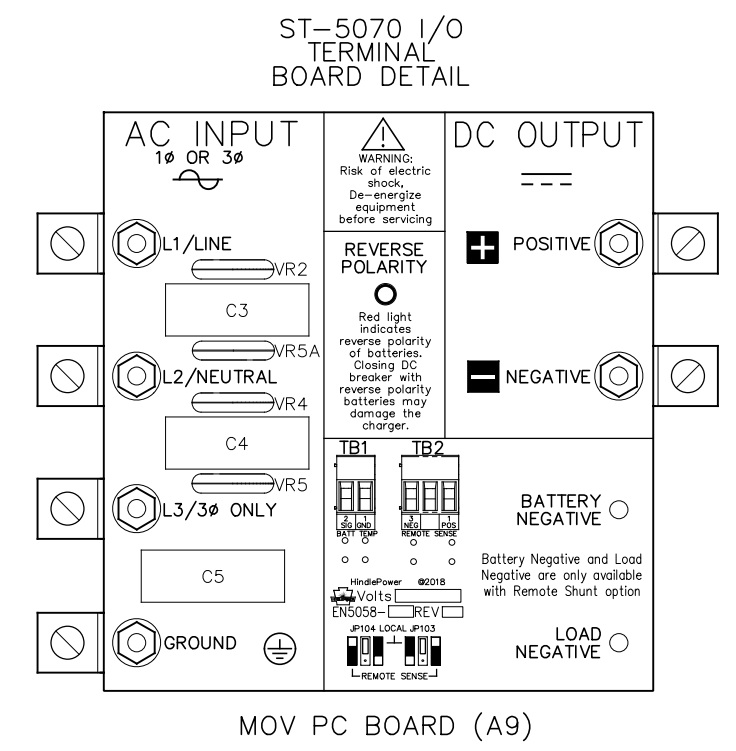 ST-5070 I/O
TERMINAL
BOARD DETAIL
AC INPUT
1ø OR 3ø
L1/LINE
VR2
C3
VR5A
L2/NEUTRAL
VR4
C4
VR5
L3/3ø ONLY
C5
GROUND
WARNING:
Risk of electric
shock,
De-energize
equipment
before servicing
REVERSE
POLARITY
Red light
indicates
reverse polarity
of batteries.
Closing DC
breaker with
reverse polarity
batteries may
damage the
charger.
DC OUTPUT
+ POSITIVE
- NEGATIVE
TB1 TB2
2 1 3 1
SIG GND NEG POS
BATT TEMP REMOTE SENSE
HindlePower ©2018
Volts
EN5058- REV
JP104 LOCAL JP103
REMOTE SENSE
BATTERY
NEGATIVE
Battery Negative and Load
Negative are only available
with Remote Shunt option
LOAD
NEGATIVE
MOV PC BOARD (A9)